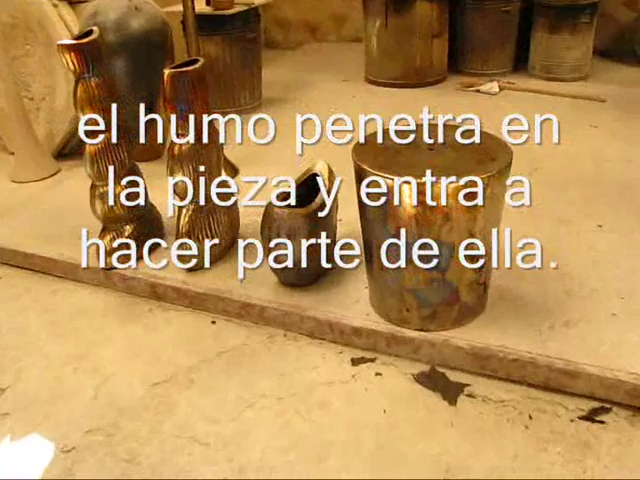 el humo penetra en
la pieza y entra a
hacer parte de ella.